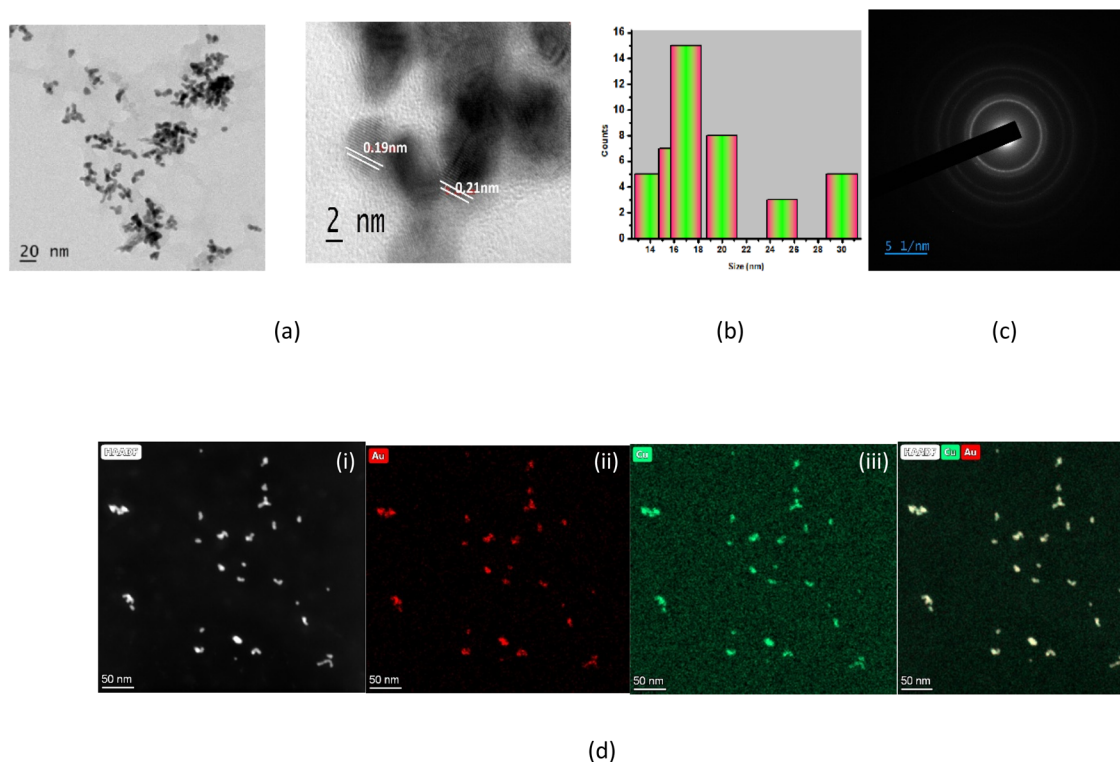 20 nm
0.19nm
0.21nm
2 nm
Counts
16
14
12
10
8
6
4
2
0
14 16 18 20 22 24 26 28 30
Size (nm)
5 1/nm
(a)
(b)
(c)
HAADF
(i)
50 nm
Au
(ii)
50 nm
Cu
(iii)
50 nm
HAADF Cu Au
50 nm
(d)